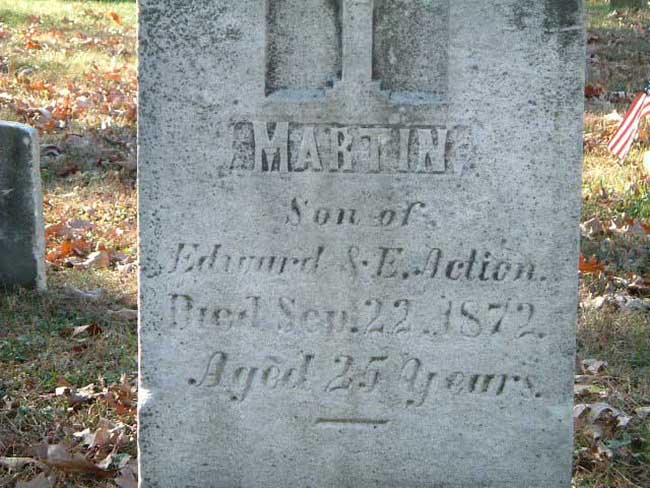 MARTIN
Son of
Edward & E. Action.
Died Sep. 22. 1872.
Aged 25 Years.